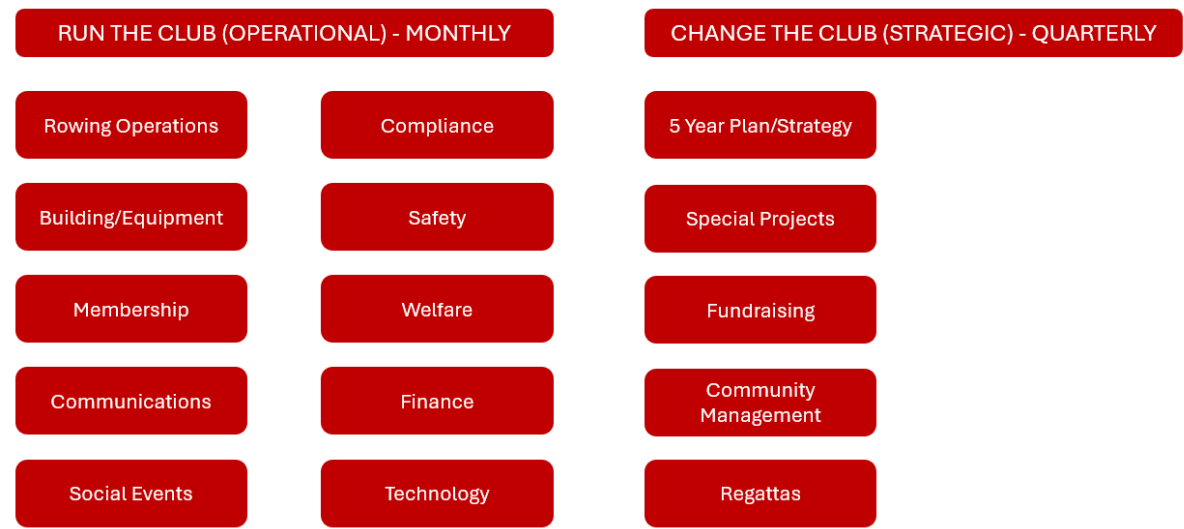 RUN THE CLUB (OPERATIONAL) - MONTHLY
CHANGE THE CLUB (STRATEGIC) - QUARTERLY
Rowing Operations
Compliance
5 Year Plan/Strategy
Building/Equipment
Safety
Special Projects
Membership
Welfare
Fundraising
Communications
Finance
Community
Management
Social Events
Technology
Regattas